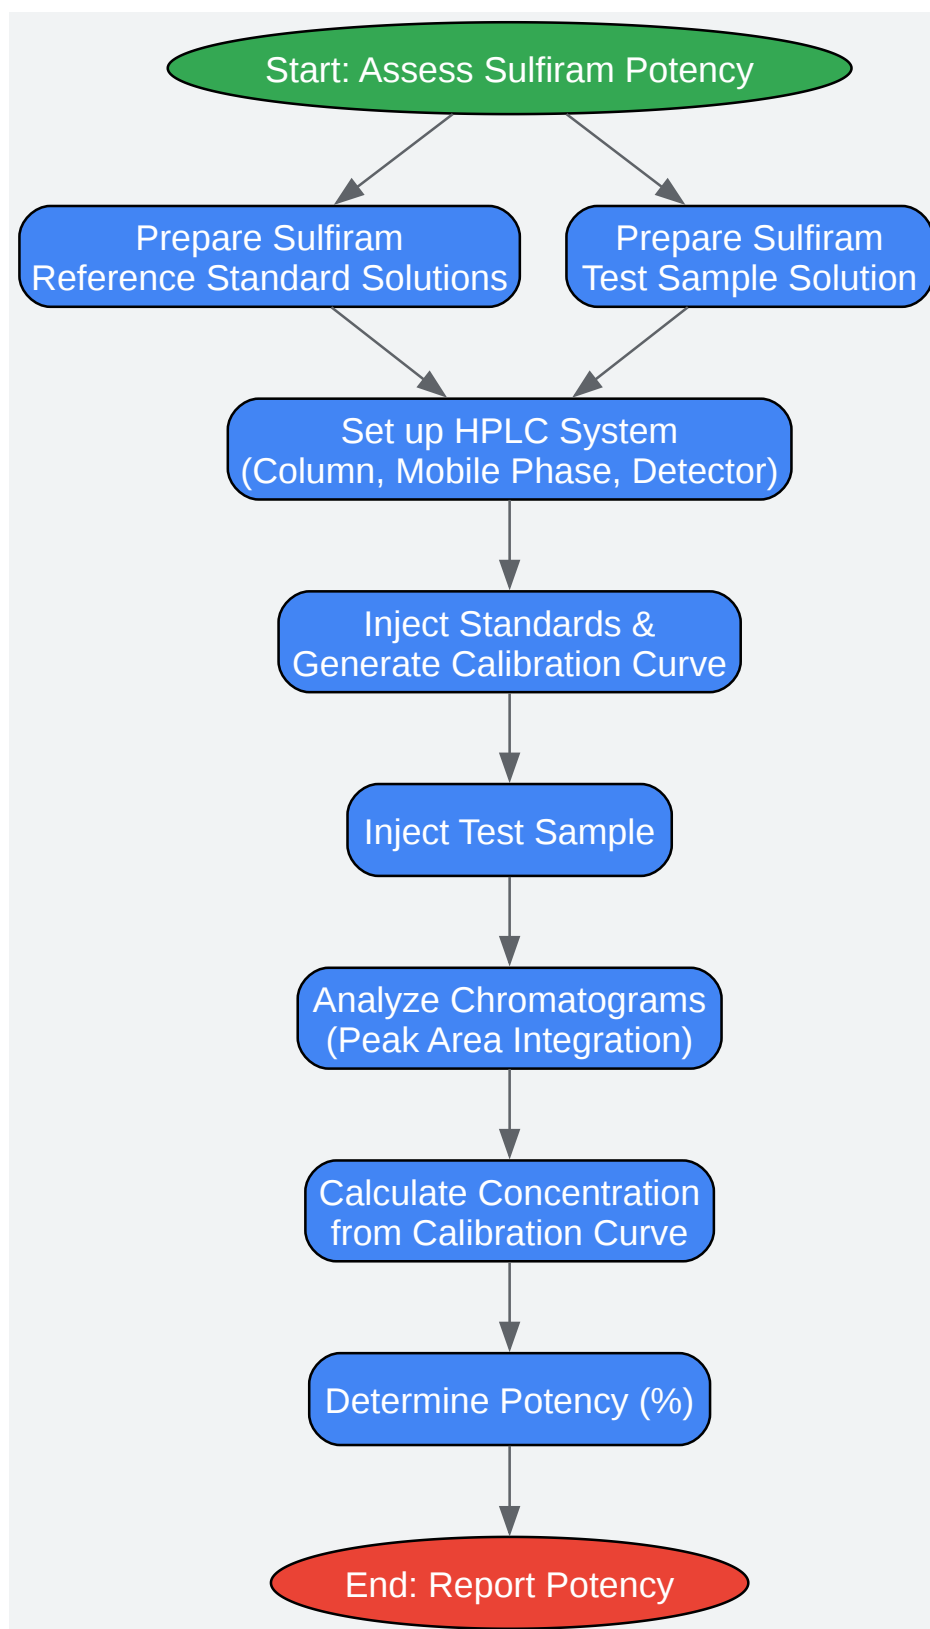 Start: Assess Sulfiram Potency
Prepare Sulfiram
Reference Standard Solutions
Prepare Sulfiram
Test Sample Solution
Set up HPLC System
(Column, Mobile Phase, Detector)
Inject Standards &
Generate Calibration Curve
Inject Test Sample
Analyze Chromatograms
(Peak Area Integration)
Calculate Concentration
from Calibration Curve
Determine Potency (%)
End: Report Potency